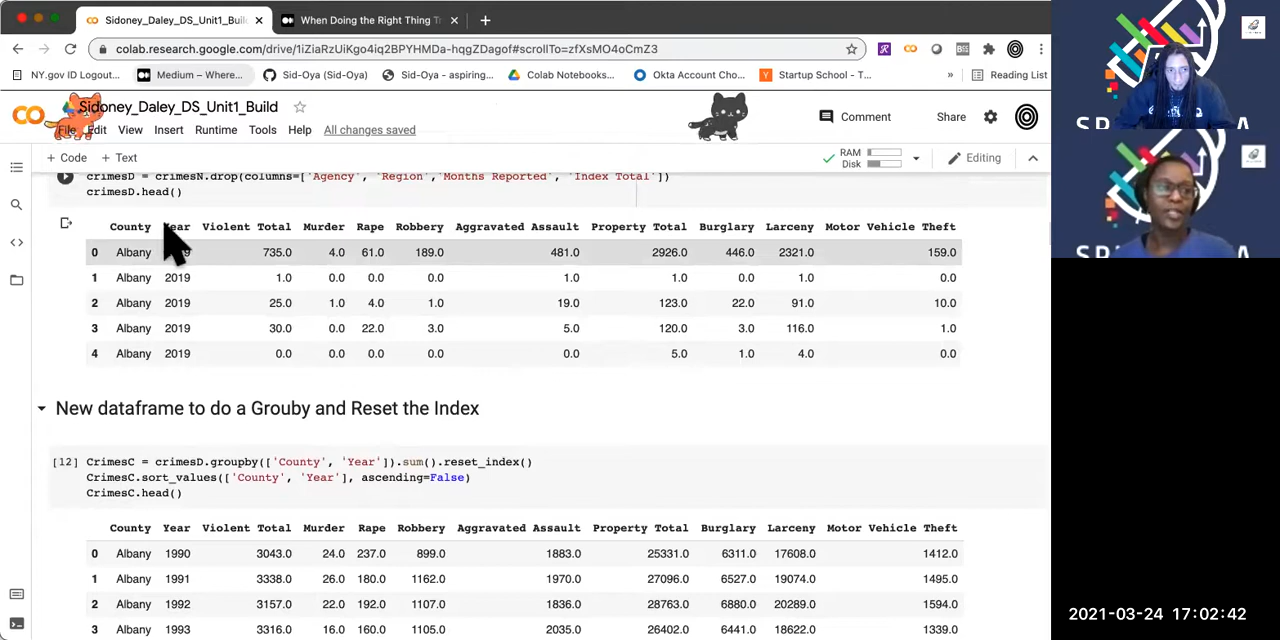 Sidoney_Daley_DS_Unit1_Buil
When Doing the Right Thing T
colab.research.google.com/drive/1iZiaRzUiKgo4iq2BPYHMDa-hqgZDagof#scrollTo=zfXsMO4oCmZ3
NY.gov ID Logout... Medium – Where... Sid-Oya (Sid-Oya) Sid-Oya – aspiring... Colab Notebooks... Okta Account Cho... Startup School - T... » Reading List
Sidoney_Daley_DS_Unit1_Build
File Edit View Insert Runtime Tools Help All changes saved
Comment Share
+ Code + Text
RAM
Disk
Editing
crimesD = crimesN.drop(columns=['Agency', 'Region','Months Reported', 'Index Total'])
crimesD.head()
County Year Violent Total Murder Rape Robbery Aggravated Assault Property Total Burglary Larceny Motor Vehicle Theft
0 Albany 735.0 4.0 61.0 189.0 481.0 2926.0 446.0 2321.0 159.0
1 Albany 2019 1.0 0.0 0.0 0.0 1.0 1.0 0.0 1.0 0.0
2 Albany 2019 25.0 1.0 4.0 1.0 19.0 123.0 22.0 91.0 10.0
3 Albany 2019 30.0 0.0 22.0 3.0 5.0 120.0 3.0 116.0 1.0
4 Albany 2019 0.0 0.0 0.0 0.0 0.0 5.0 1.0 4.0 0.0
New dataframe to do a Grouby and Reset the Index
[12] CrimesC = crimesD.groupby(['County', 'Year']).sum().reset_index()
CrimesC.sort_values(['County', 'Year'], ascending=False)
CrimesC.head()
County Year Violent Total Murder Rape Robbery Aggravated Assault Property Total Burglary Larceny Motor Vehicle Theft
0 Albany 1990 3043.0 24.0 237.0 899.0 1883.0 25331.0 6311.0 17608.0 1412.0
1 Albany 1991 3338.0 26.0 180.0 1162.0 1970.0 27096.0 6527.0 19074.0 1495.0
2 Albany 1992 3157.0 22.0 192.0 1107.0 1836.0 28763.0 6880.0 20289.0 1594.0
3 Albany 1993 3316.0 16.0 160.0 1105.0 2035.0 26402.0 6441.0 18622.0 1339.0
2021-03-24 17:02:42